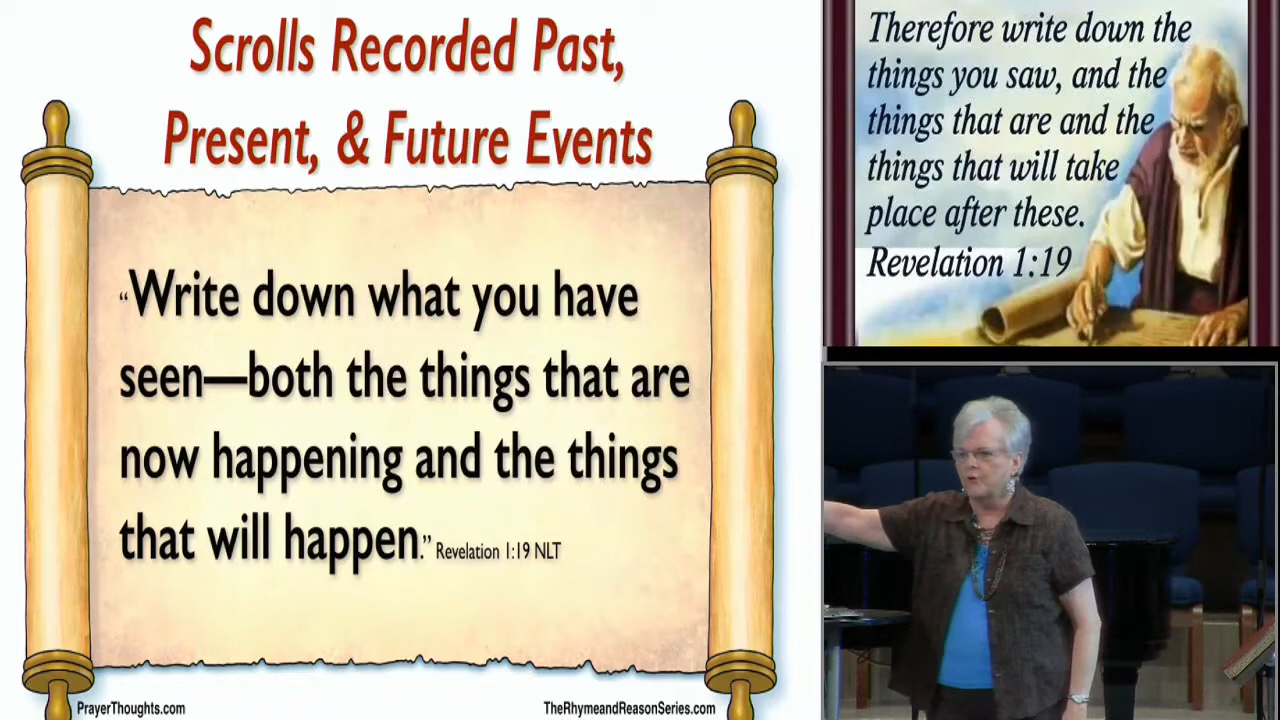 Scrolls Recorded Past,
Present, & Future Events
“Write down what you have
seen—both the things that are
now happening and the things
that will happen.” Revelation 1:19 NLT
PrayerThoughts.com
TheRhymeandReasonSeries.com
Therefore write down the
things you saw, and the
things that are and the
things that will take
place after these.
Revelation 1:19